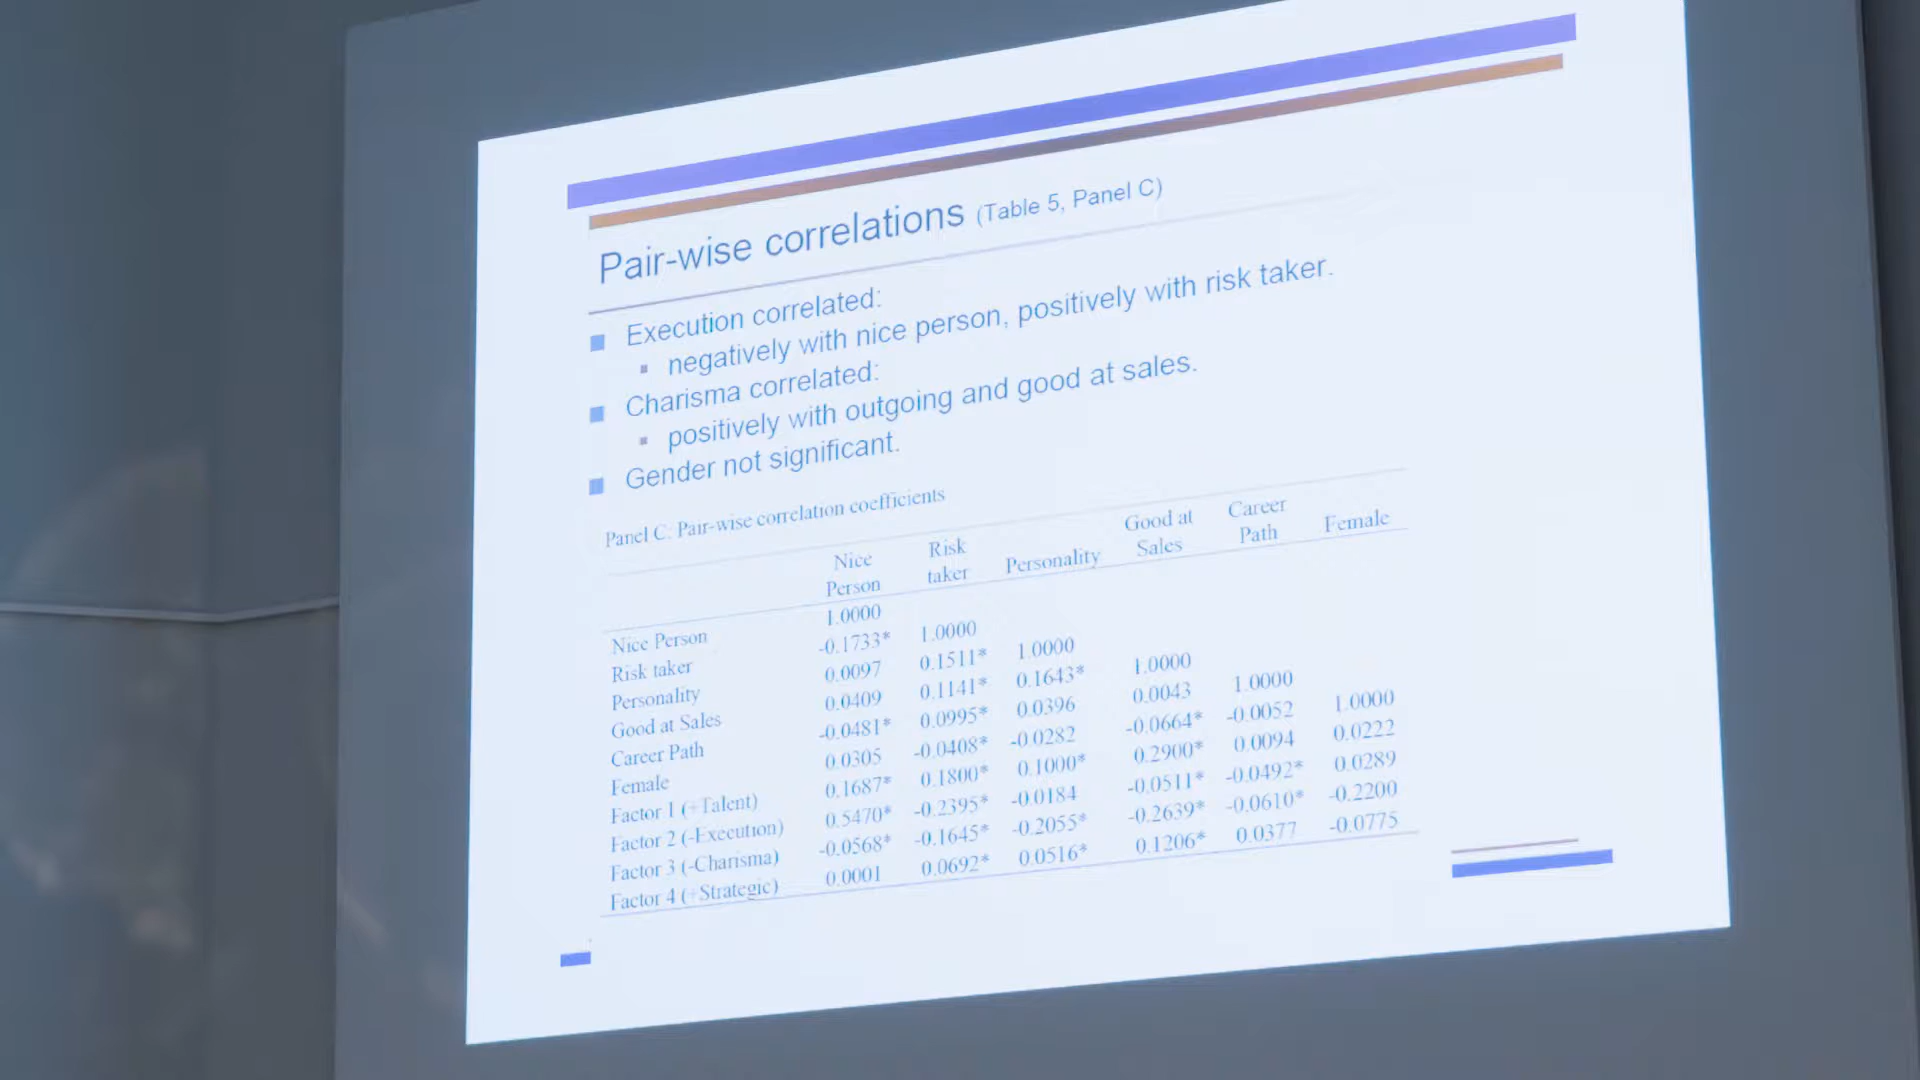 Pair-wise correlations (Table 5, Panel C)
Execution correlated:
negatively with nice person, positively with risk taker.
Charisma correlated:
positively with outgoing and good at sales.
Gender not significant.
Panel C. Pair-wise correlation coefficients
Nice Person Risk taker Personality Good at Sales Career Path Female
Nice Person 1.0000
Risk taker -0.1733* 1.0000
Personality 0.0097 0.1511* 1.0000
Good at Sales 0.0409 0.1141* 0.1643* 1.0000
Career Path -0.0481* 0.0995* 0.0396 0.0043 1.0000
Female 0.0305 -0.0408* -0.0282 -0.0664* -0.0052 1.0000
Factor 1 (+Talent) 0.1687* 0.1800* 0.1000* 0.2900* 0.0094 0.0222
Factor 2 (-Execution) 0.5470* -0.2395* -0.0184 -0.0511* -0.0492* 0.0289
Factor 3 (-Charisma) -0.0568* -0.1645* -0.2055* -0.2639* -0.0610* -0.2200
Factor 4 (+Strategic) 0.0001 0.0692* 0.0516* 0.1206* 0.0377 -0.0775